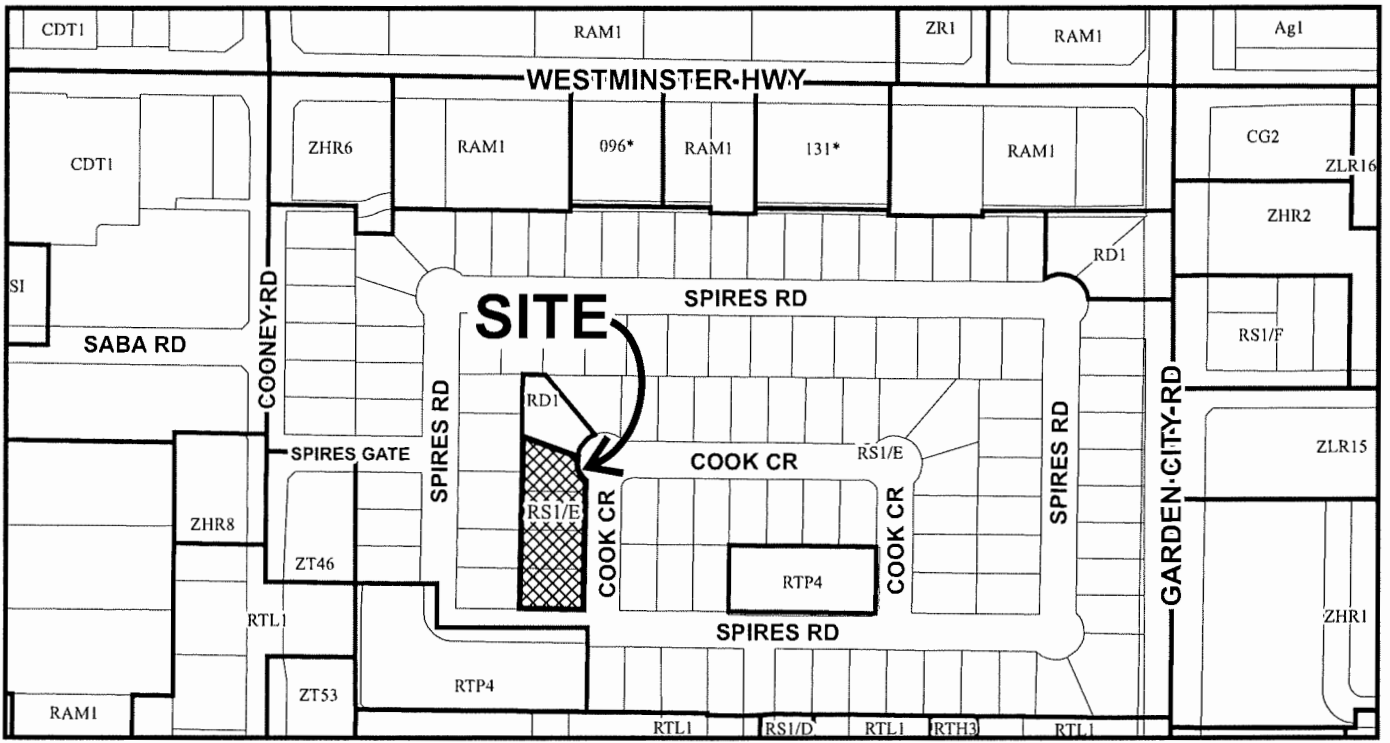 CDT1
RAM1
ZR1
RAM1
Ag1
WESTMINSTER HWY
CDT1
ZHR6
RAM1
096*
RAM1
131*
RAM1
CG2
ZLR16
ZHR2
RD1
SI
SABA RD
COONEY RD
SPIRES RD
SITE
RS1/F
SPIRES RD
RD1
SPIRES GATE
COOK CR
RS1/E
SPIRES RD
GARDEN CITY RD
ZLR15
ZHR8
RS1/E
COOK CR
COOK CR
ZT46
RTP4
RTL1
SPIRES RD
ZHR1
ZT53
RTP4
RAM1
RTL1
RS1/D
RTL1
RTH3
RTL1